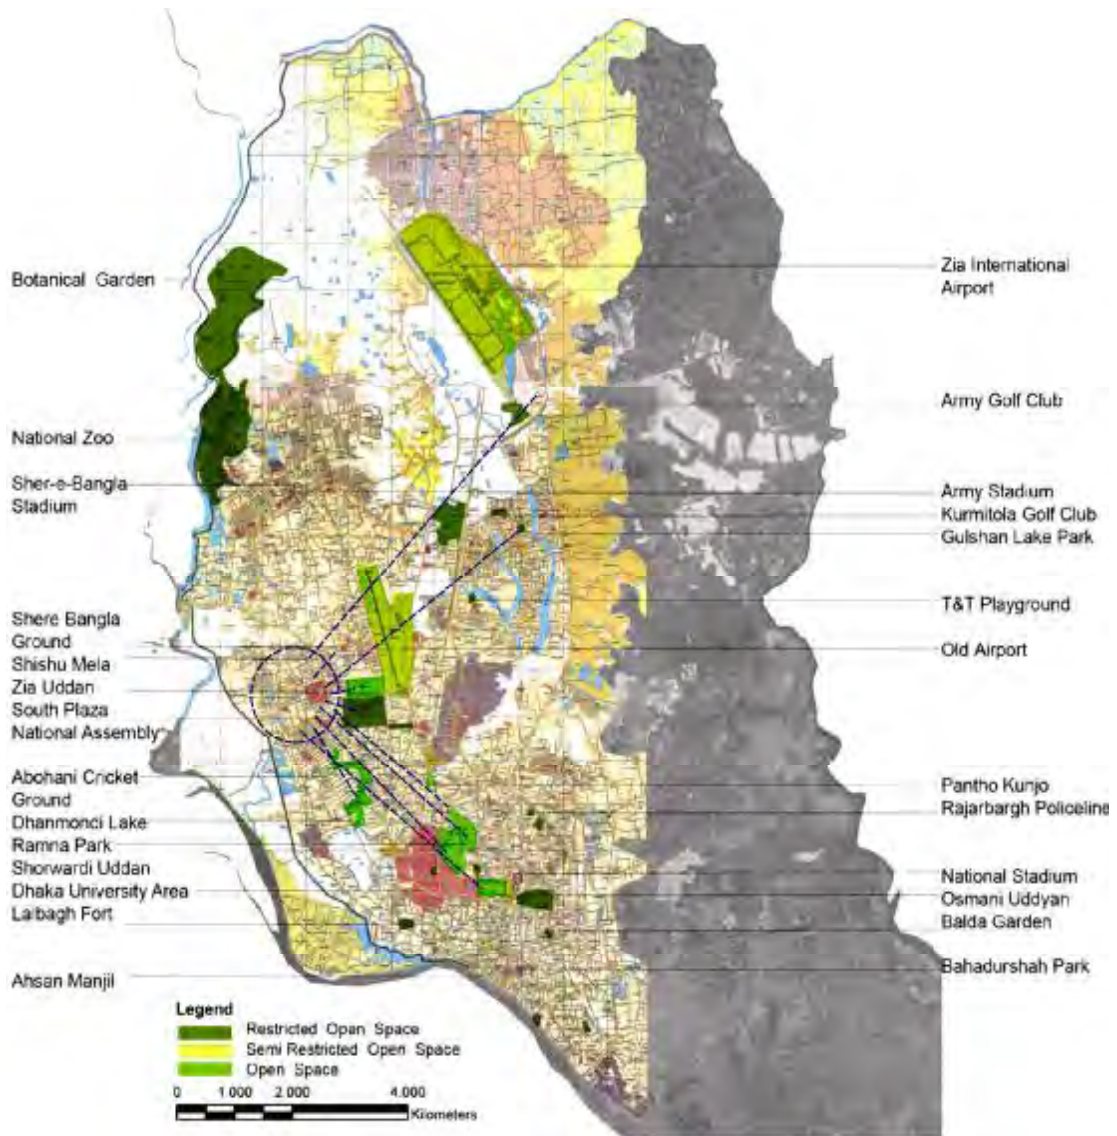 Botanical Garden
National Zoo
Sher-e-Bangla
Stadium
Shere Bangla
Ground
Shishu Mela
Zia Uddan
South Plaza
National Assembly
Abohani Cricket
Ground
Dhanmondi Lake
Ramna Park
Shorwardi Uddan
Dhaka University Area
Lalbagh Fort
Ahsan Manjil
Zia International
Airport
Army Golf Club
Army Stadium
Kurmitola Golf Club
Gulshan Lake Park
T&T Playground
Old Airport
Pantho Kunjo
Rajarbargh Policeline
National Stadium
Osmani Uddyan
Balda Garden
Bahadurshah Park
Legend
Restricted Open Space
Semi Restricted Open Space
Open Space
0 1.000 2.000 4.000
Kilometers